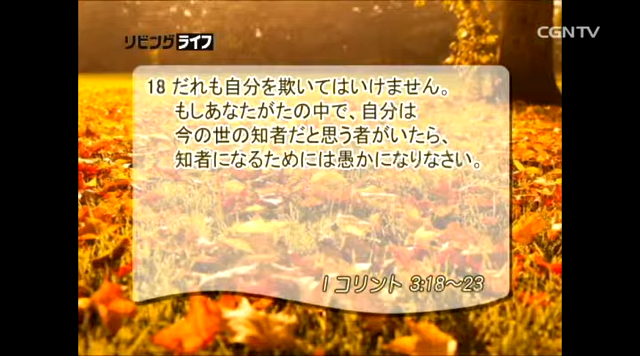 リビングライフ
CGNTV
18 だれも自分を欺いてはいけません。
もしあなたがたの中で、自分は
今の世の知者だと思う者がいたら、
知者になるためには愚かになりなさい。
Ⅰコリント 3:18～23